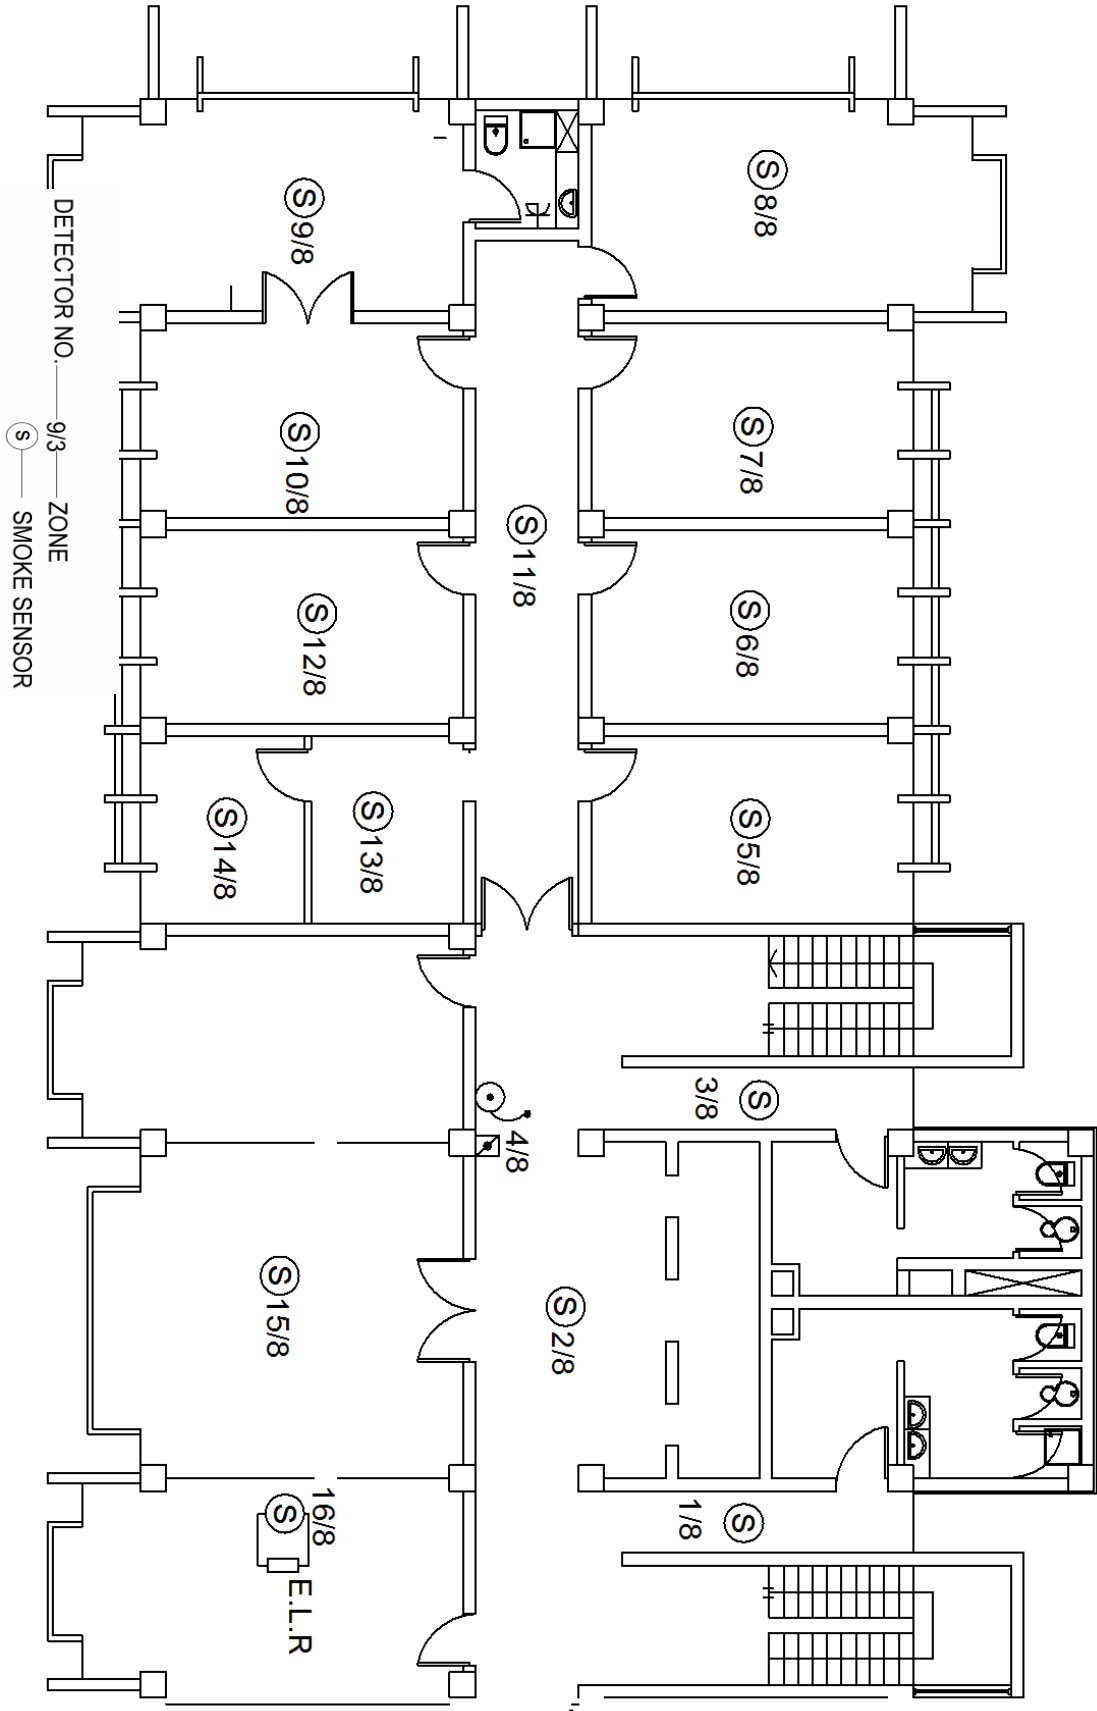 S 8/8
S 9/8
S 7/8
S 10/8
S 11/8
S 6/8
S 12/8
S 5/8
S 13/8
S 14/8
S 3/8
4/8
S 15/8
S 2/8
S 16/8
E.L.R
S 1/8
DETECTOR NO. 9/3 ZONE
S SMOKE SENSOR